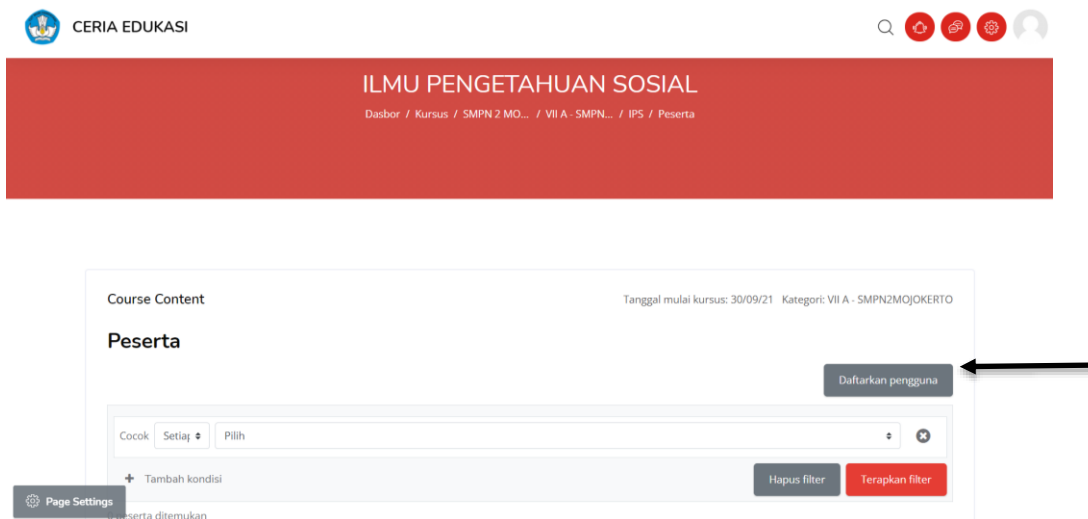 CERIA EDUKASI
ILMU PENGETAHUAN SOSIAL
Dasbor / Kursus / SMPN 2 MO... / VII A - SMPN... / IPS / Peserta
Course Content
Tanggal mulai kursus: 30/09/21 Kategori: VII A - SMPN2MOJOKERTO
Peserta
Daftarkan pengguna
Cocok Setiap Pilih
Tambah kondisi
Hapus filter Terapkan filter
Page Settings
peserta ditemukan